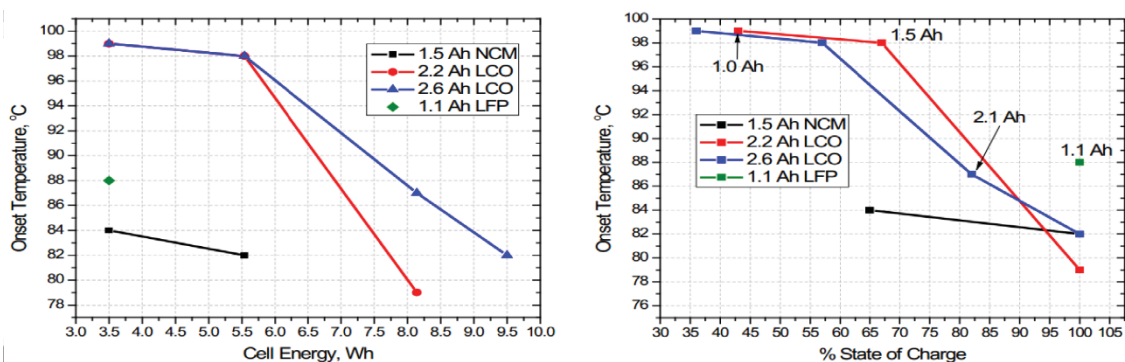 Onset Temperature, °C
98
96
94
92
90
88
86
84
82
80
78
3.0 3.5 4.0 4.5 5.0 5.5 6.0 6.5 7.0 7.5 8.0 8.5 9.0 9.5 10.0
Cell Energy, Wh
1.5 Ah NCM
2.2 Ah LCO
2.6 Ah LCO
1.1 Ah LFP
Onset Temperature, °C
98
96
94
92
90
88
86
84
82
80
78
76
30 35 40 45 50 55 60 65 70 75 80 85 90 95 100
% State of Charge
1.5 Ah
1.0 Ah
2.1 Ah
1.1 Ah
1.5 Ah NCM
2.2 Ah LCO
2.6 Ah LCO
1.1 Ah LFP